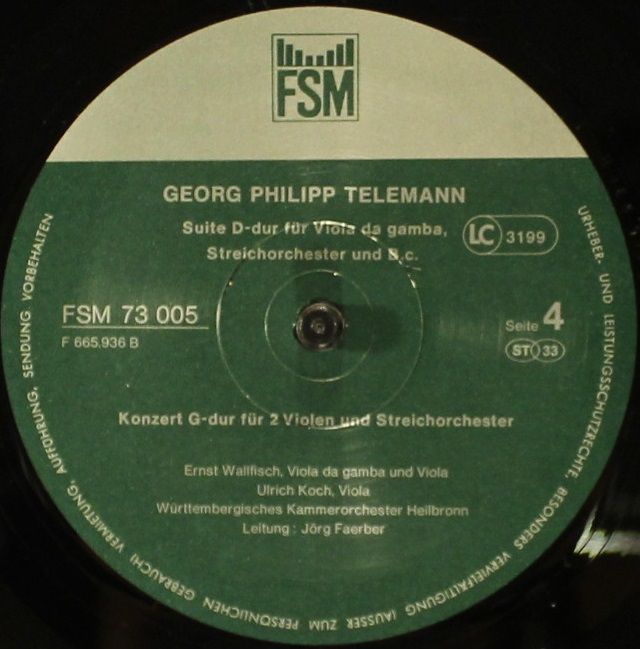 FSM
GEORG PHILIPP TELEMANN
Suite D-dur für Viola da gamba,
Streichorchester und B.c.
LC 3199
FSM 73 005
F 665.936 B
Seite 4
ST 33
Konzert G-dur für 2 Violen und Streichorchester
Ernst Wallfisch, Viola da gamba und Viola
Ulrich Koch, Viola
Württembergisches Kammerorchester Heilbronn
Leitung : Jörg Faerber
URHEBER- UND LEISTUNGSSCHUTZRECHTE, BESONDERS VERVIELFÄLTIGUNG (AUSSER ZUM PERSÖNLICHEN GEBRAUCH) VERMIETUNG, AUFFÜHRUNG, SENDUNG VORBEHALTEN